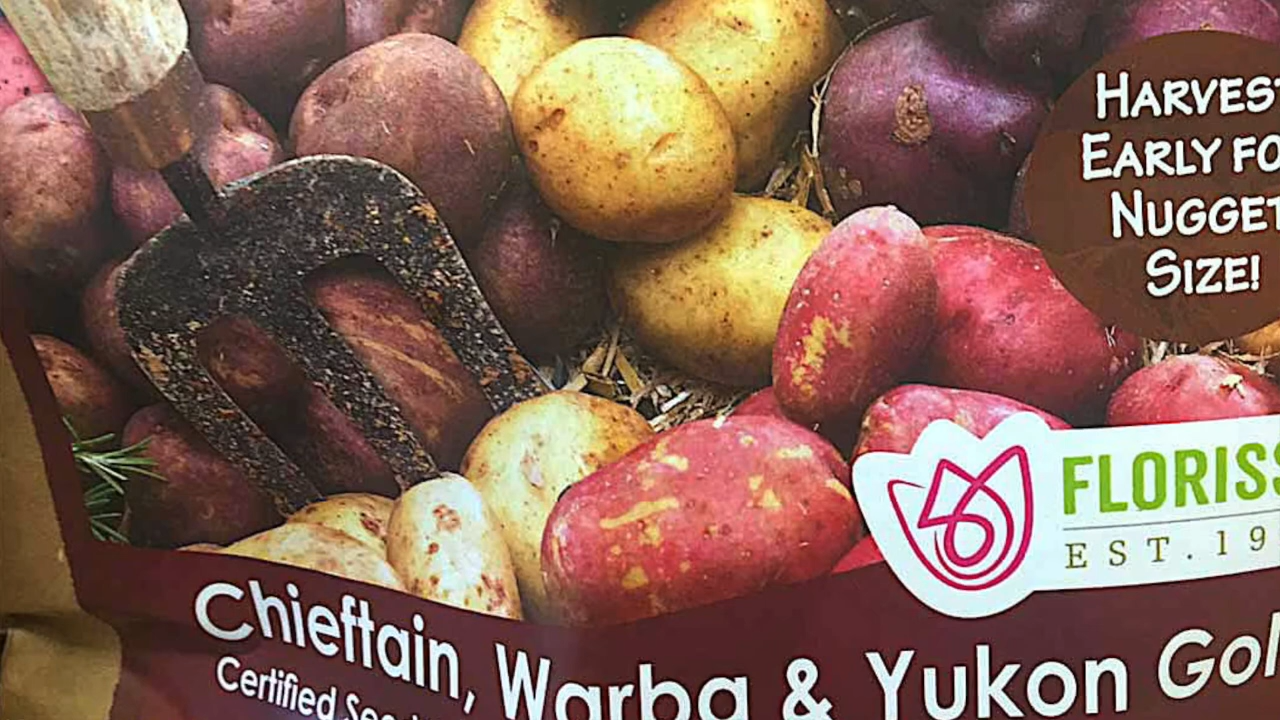 HARVEST
EARLY FO
NUGGET
SIZE!
FLORISS
EST. 19
Chieftain, Warba & Yukon Gol
Certified See